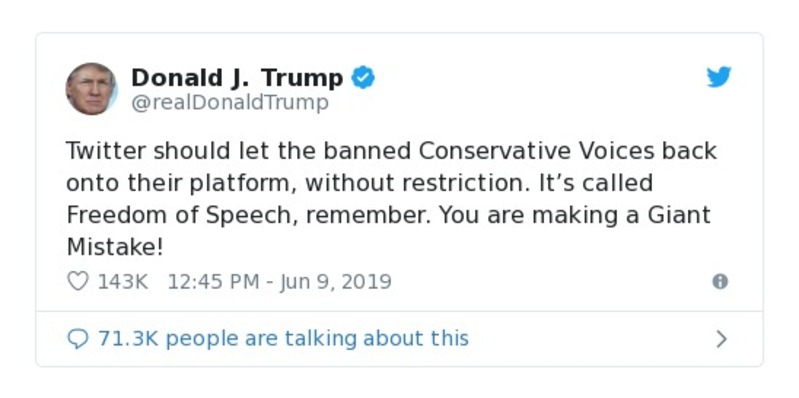 Donald J. Trump
@realDonaldTrump
Twitter should let the banned Conservative Voices back
onto their platform, without restriction. It’s called
Freedom of Speech, remember. You are making a Giant
Mistake!
143K 12:45 PM - Jun 9, 2019
71.3K people are talking about this